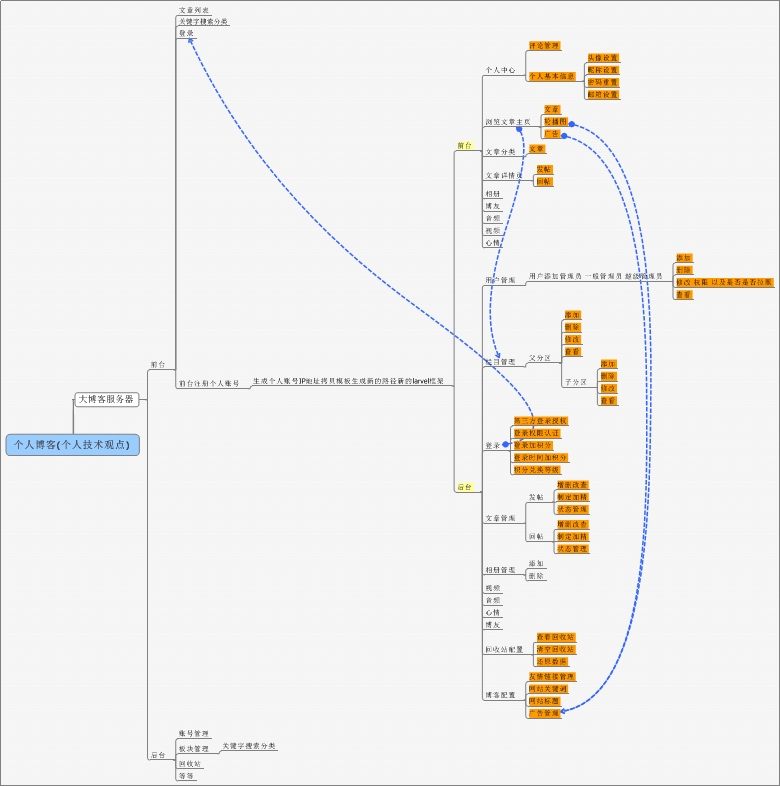 文章列表
关键字搜索分类
登录
评论管理
个人中心
个人基本信息
头像设置
昵称设置
密码重置
邮箱设置
浏览文章主页
文章
轮播图
广告
前台
文章分类
文章
文章详情页
发帖
回帖
相册
博友
音频
视频
心情
用户管理
用户添加管理员 一般管理员 超级管理员
添加
删除
修改 权限 以及是否是否拉黑
查看
栏目管理
父分区
添加
删除
修改
查看
子分区
添加
删除
修改
查看
前台
前台注册个人账号
生成个人账号IP地址拷贝模板生成新的路径新的larvel框架
大博客服务器
个人博客(个人技术观点)
登录
第三方登录授权
登录权限认证
登录加积分
登录时间加积分
积分兑换等级
后台
文章管理
发帖
增删改查
制定加精
状态管理
回帖
增删改查
制定加精
状态管理
相册管理
添加
删除
视频
音频
心情
博友
回收站配置
查看回收站
清空回收站
还原数据
博客配置
友情链接管理
网站关键词
网站标题
广告管理
后台
账号管理
板块管理
关键字搜索分类
回收站
等等